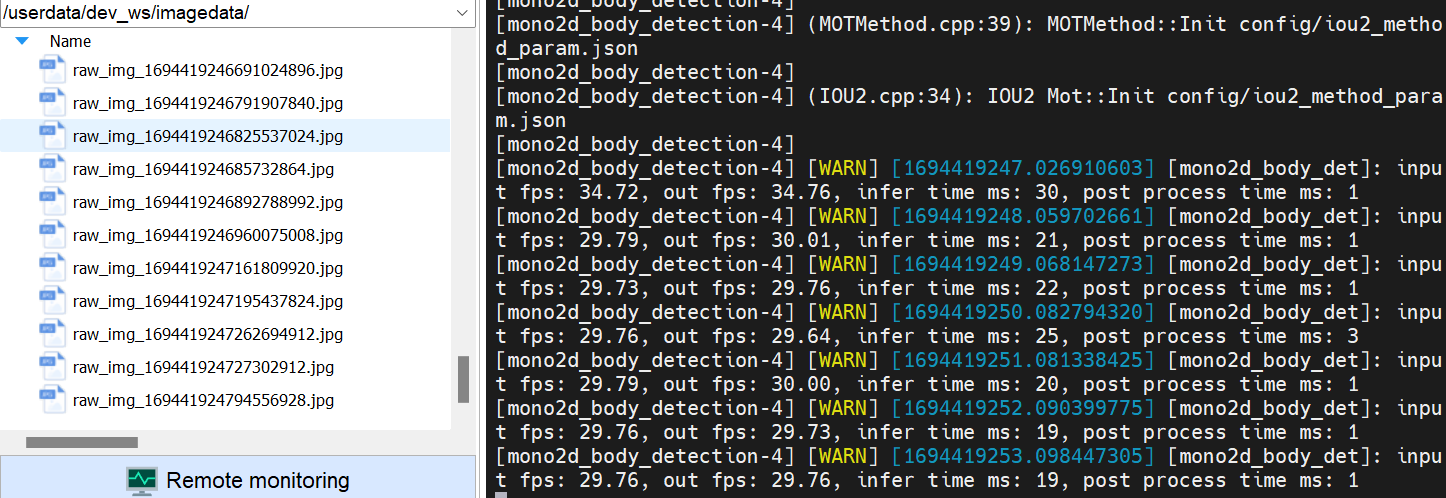 /userdata/dev_ws/imagedata/
Name
raw_img_1694419246691024896.jpg
raw_img_1694419246791907840.jpg
raw_img_1694419246825537024.jpg
raw_img_169441924685732864.jpg
raw_img_1694419246892788992.jpg
raw_img_1694419246960075008.jpg
raw_img_1694419247161809920.jpg
raw_img_1694419247195437824.jpg
raw_img_1694419247262694912.jpg
raw_img_169441924727302912.jpg
raw_img_169441924794556928.jpg
Remote monitoring
[mono2d_body_detection-4]
[mono2d_body_detection-4] (MOTMethod.cpp:39): MOTMethod::Init config/iou2_metho
d_param.json
[mono2d_body_detection-4]
[mono2d_body_detection-4] (IOU2.cpp:34): IOU2 Mot::Init config/iou2_method_para
m.json
[mono2d_body_detection-4]
[mono2d_body_detection-4] [WARN] [1694419247.026910603] [mono2d_body_det]: inpu
t fps: 34.72, out fps: 34.76, infer time ms: 30, post process time ms: 1
[mono2d_body_detection-4] [WARN] [1694419248.059702661] [mono2d_body_det]: inpu
t fps: 29.79, out fps: 30.01, infer time ms: 21, post process time ms: 1
[mono2d_body_detection-4] [WARN] [1694419249.068147273] [mono2d_body_det]: inpu
t fps: 29.73, out fps: 29.76, infer time ms: 22, post process time ms: 1
[mono2d_body_detection-4] [WARN] [1694419250.082794320] [mono2d_body_det]: inpu
t fps: 29.76, out fps: 29.64, infer time ms: 25, post process time ms: 3
[mono2d_body_detection-4] [WARN] [1694419251.081338425] [mono2d_body_det]: inpu
t fps: 29.79, out fps: 30.00, infer time ms: 20, post process time ms: 1
[mono2d_body_detection-4] [WARN] [1694419252.090399775] [mono2d_body_det]: inpu
t fps: 29.76, out fps: 29.73, infer time ms: 19, post process time ms: 1
[mono2d_body_detection-4] [WARN] [1694419253.098447305] [mono2d_body_det]: inpu
t fps: 29.76, out fps: 29.76, infer time ms: 19, post process time ms: 1